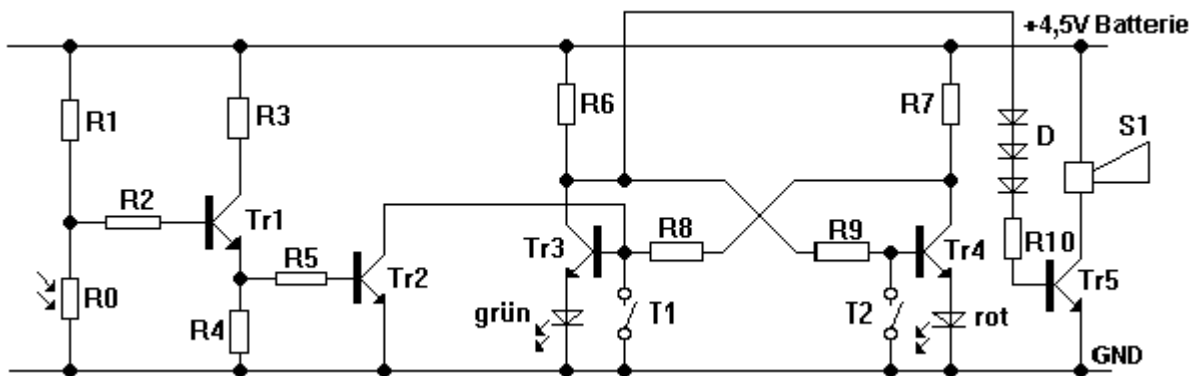 +4,5V Batterie
R1
R3
R6
R7
D
S1
R2
Tr1
R5
Tr2
Tr3
R8
R9
Tr4
R10
Tr5
R0
R4
grün
T1
T2
rot
GND